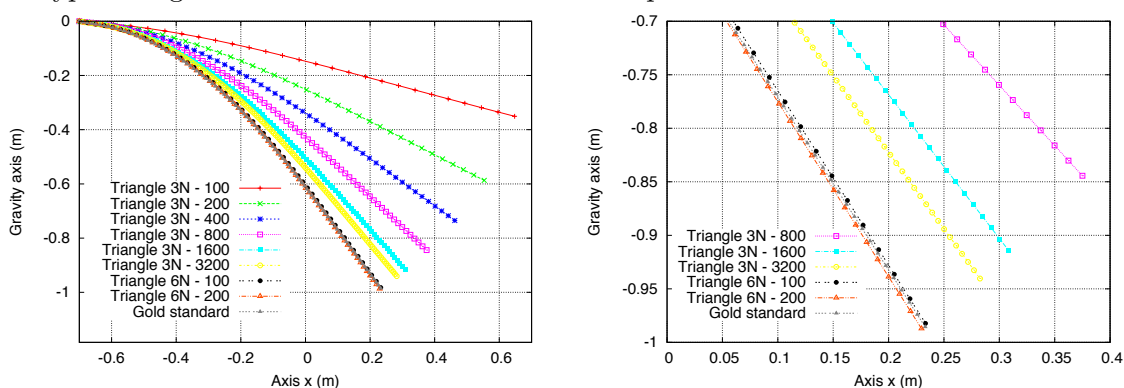 0
-0.2
-0.4
-0.6
-0.8
-1
Gravity axis (m)
-0.6 -0.4 -0.2 0 0.2 0.4 0.6
Axis x (m)
Triangle 3N - 100
Triangle 3N - 200
Triangle 3N - 400
Triangle 3N - 800
Triangle 3N - 1600
Triangle 3N - 3200
Triangle 6N - 100
Triangle 6N - 200
Gold standard
-0.7
-0.75
-0.8
-0.85
-0.9
-0.95
-1
Gravity axis (m)
0 0.05 0.1 0.15 0.2 0.25 0.3 0.35 0.4
Axis x (m)
Triangle 3N - 800
Triangle 3N - 1600
Triangle 3N - 3200
Triangle 6N - 100
Triangle 6N - 200
Gold standard